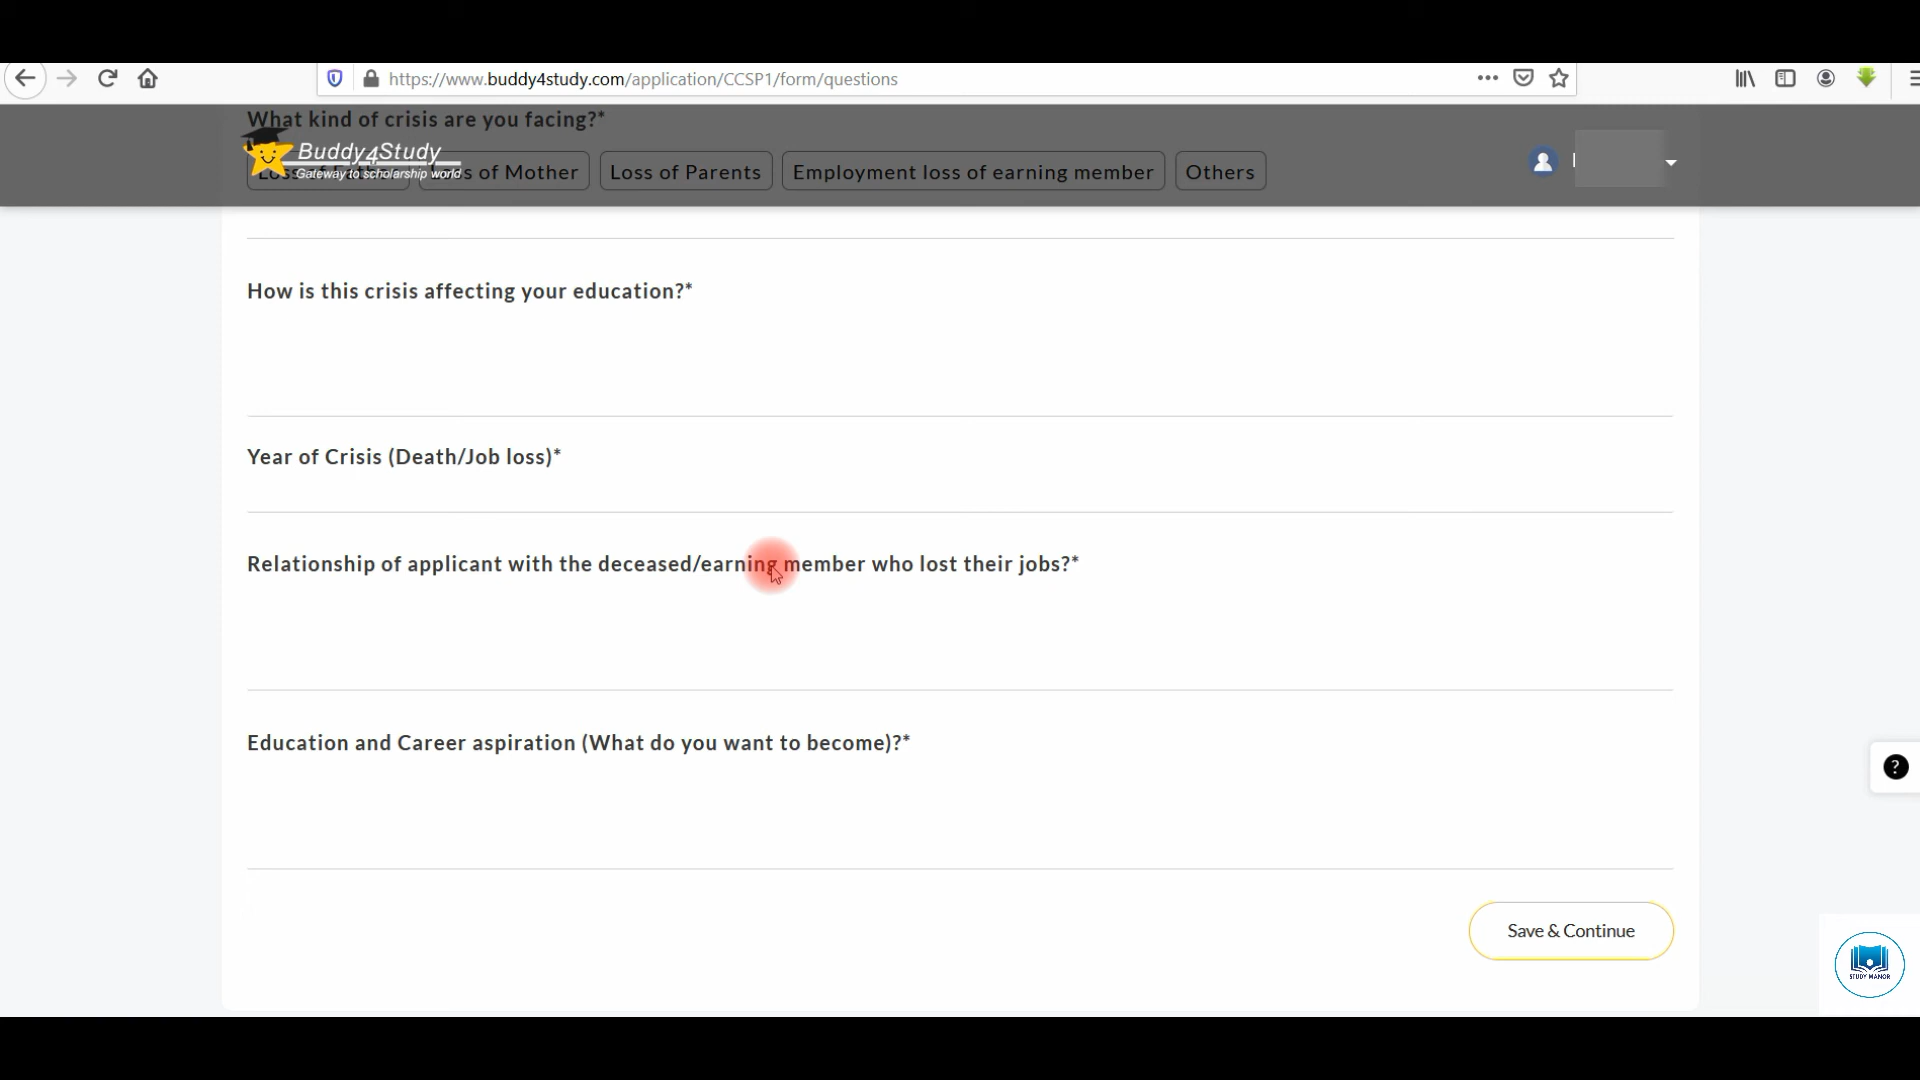 https://www.buddy4study.com/application/CCSP1/form/questions
What kind of crisis are you facing?*
Buddy4Study
Gateway to scholarship world
of Mother
Loss of Parents
Employment loss of earning member
Others
How is this crisis affecting your education?*
Year of Crisis (Death/Job loss)*
Relationship of applicant with the deceased/earning member who lost their jobs?*
Education and Career aspiration (What do you want to become)?*
?
Save & Continue
STUDY MANOR